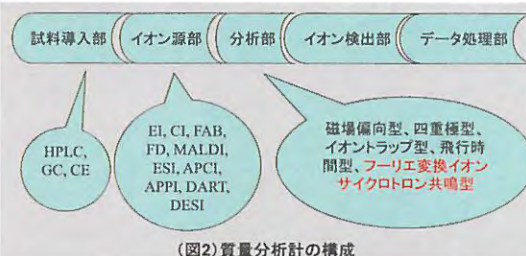 試料導入部 イオン源部 分析部 イオン検出部 データ処理部
HPLC,
GC, CE
EI, CI, FAB,
FD, MALDI,
ESI, APCI,
APPI, DART,
DESI
磁場偏向型、四重極型、
イオントラップ型、飛行時
間型、フーリエ変換イオン
サイクロトロン共鳴型
(図2)質量分析計の構成